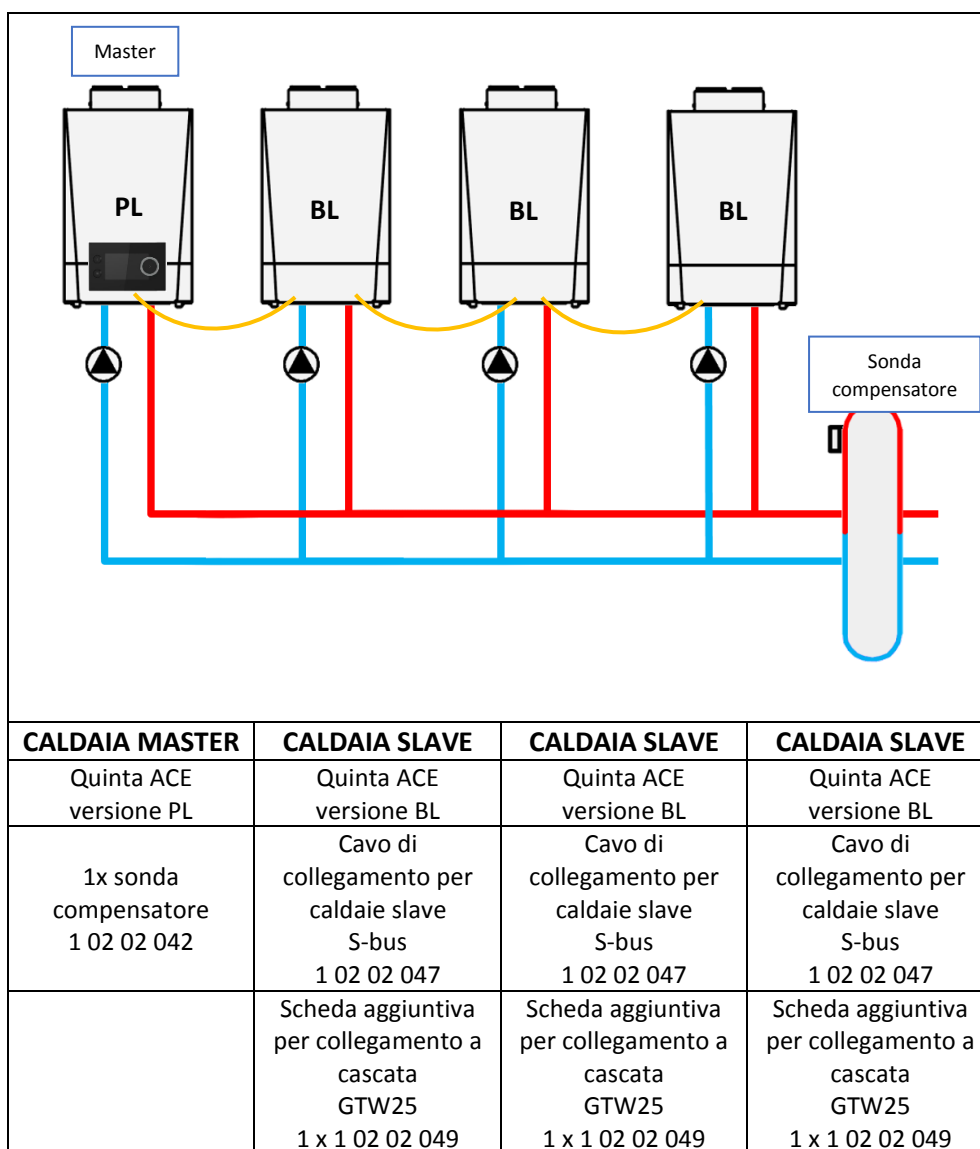 Master
PL
BL
BL
BL
Sonda
compensatore
CALDAIA MASTER
CALDAIA SLAVE
CALDAIA SLAVE
CALDAIA SLAVE
Quinta ACE
versione PL
Quinta ACE
versione BL
Quinta ACE
versione BL
Quinta ACE
versione BL
1x sonda
compensatore
1 02 02 042
Cavo di
collegamento per
caldaie slave
S-bus
1 02 02 047
Cavo di
collegamento per
caldaie slave
S-bus
1 02 02 047
Cavo di
collegamento per
caldaie slave
S-bus
1 02 02 047
Scheda aggiuntiva
per collegamento a
cascata
GTW25
1 x 1 02 02 049
Scheda aggiuntiva
per collegamento a
cascata
GTW25
1 x 1 02 02 049
Scheda aggiuntiva
per collegamento a
cascata
GTW25
1 x 1 02 02 049